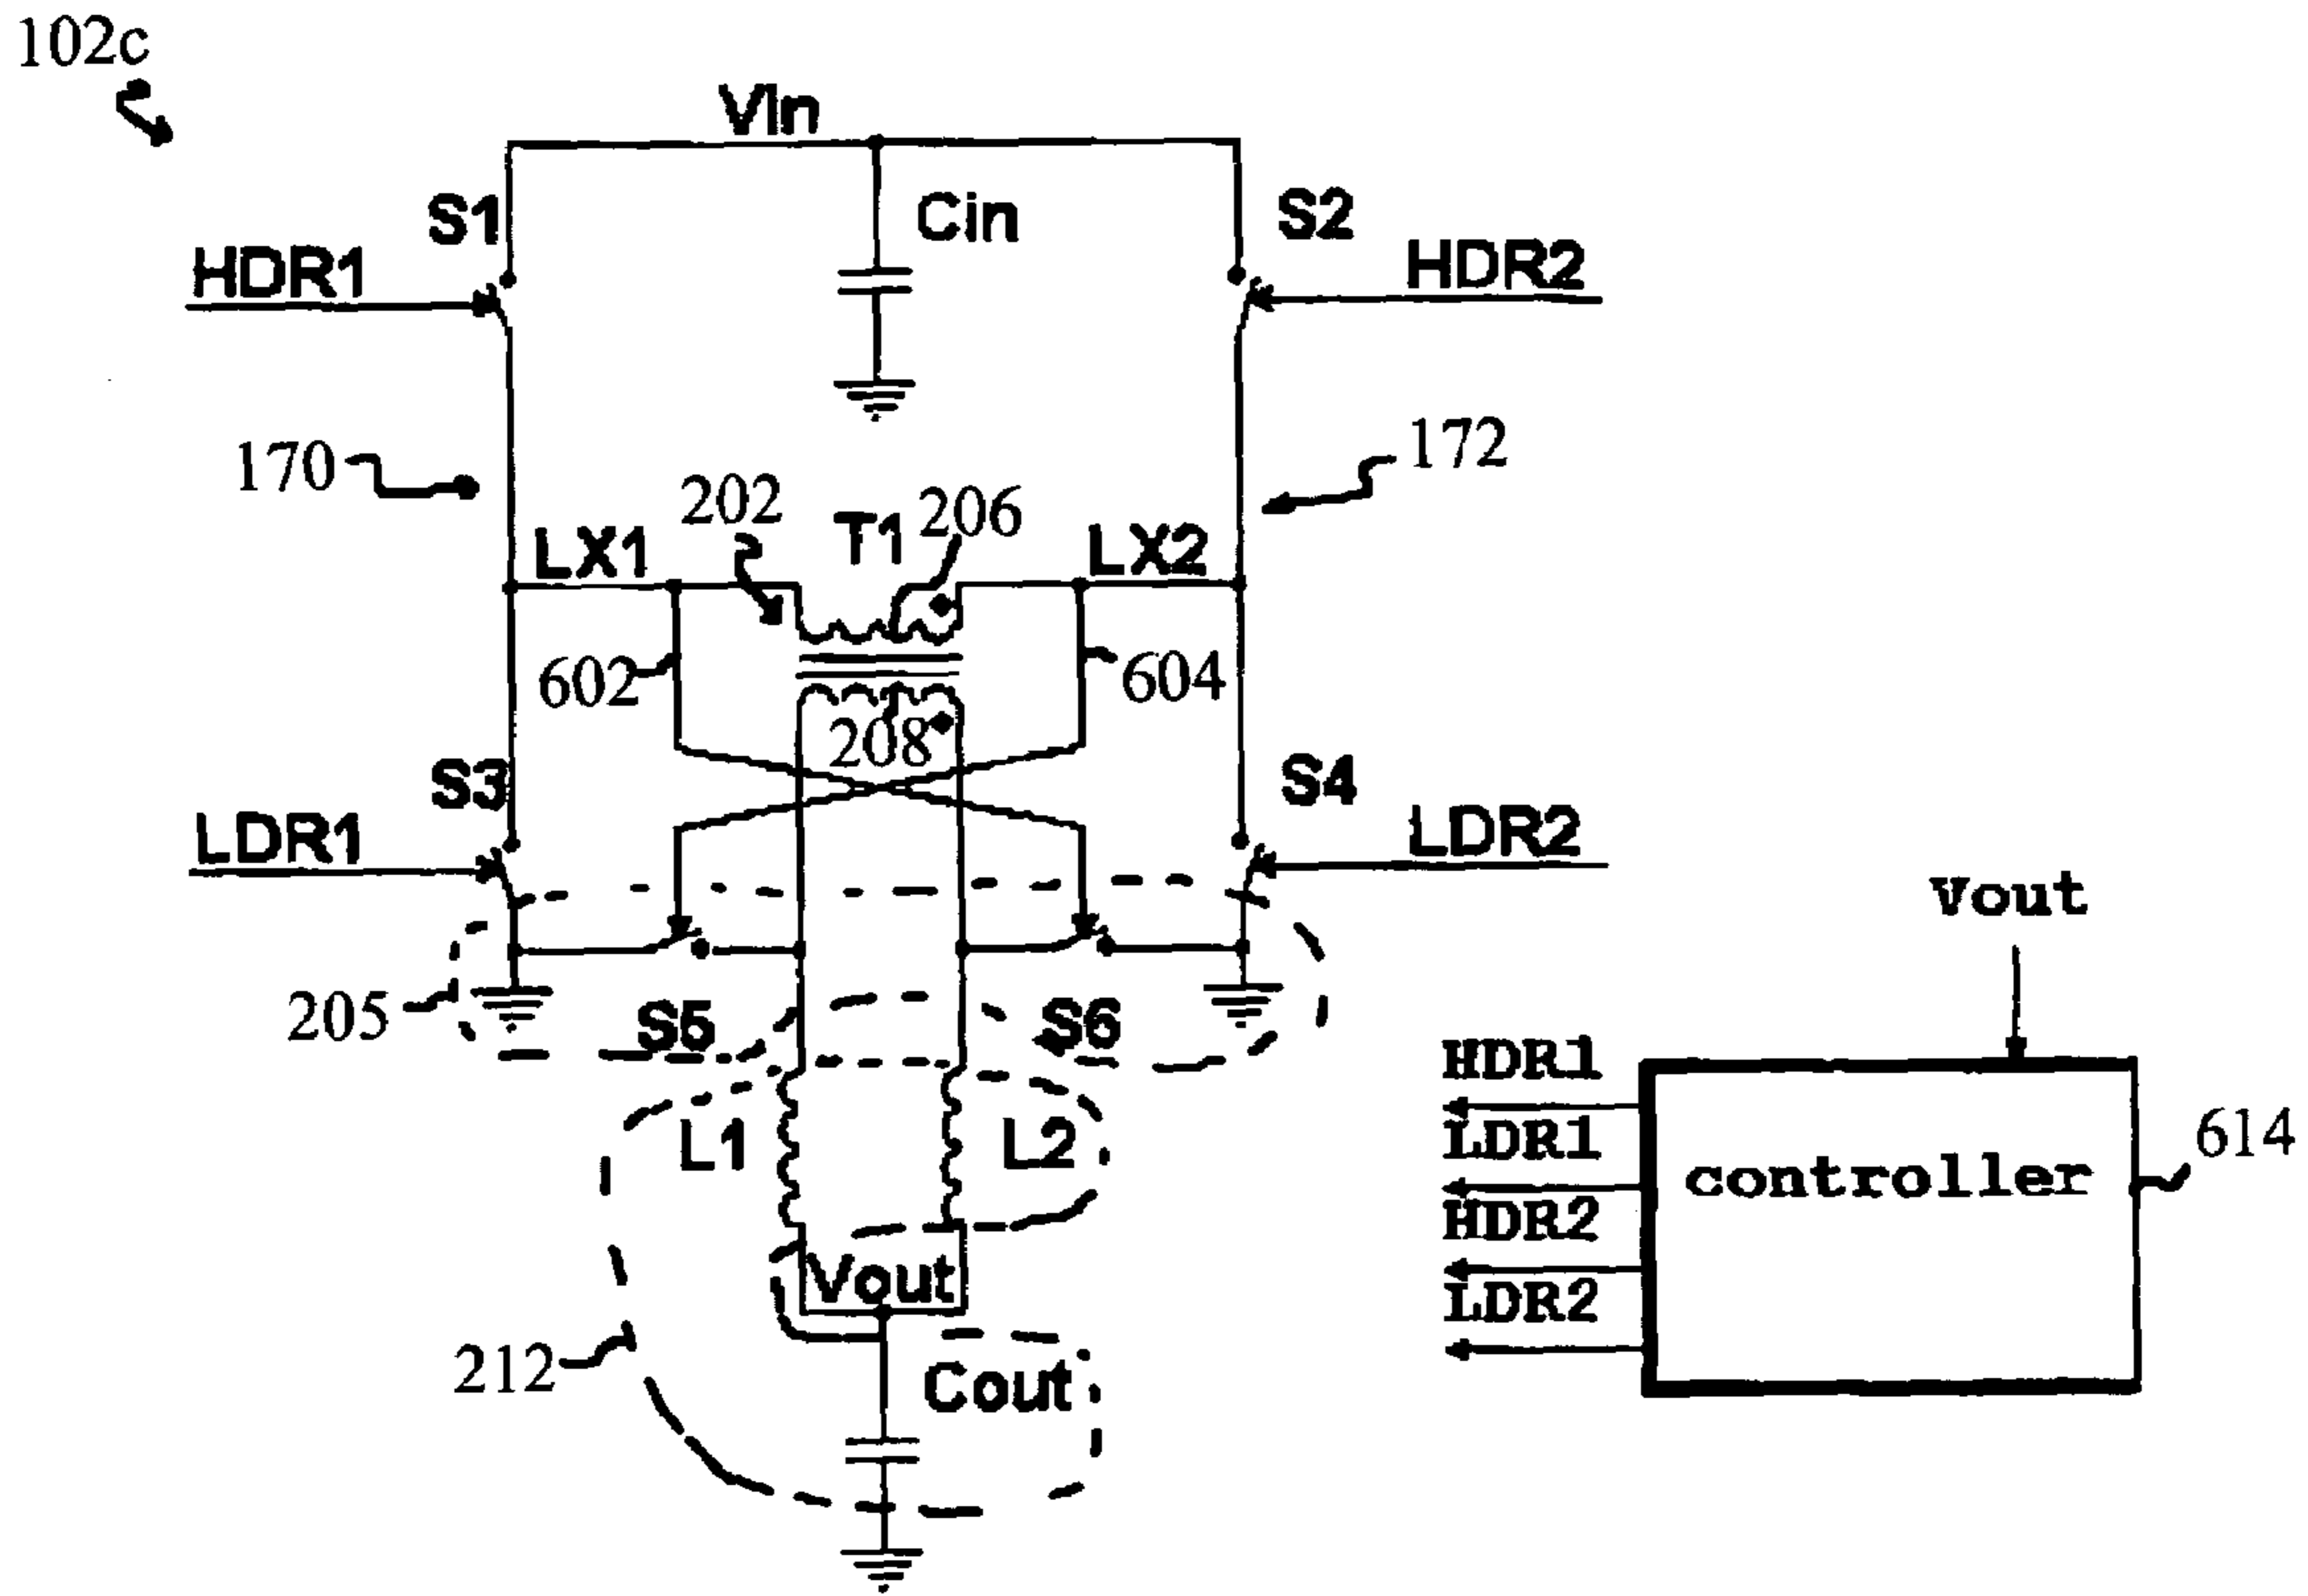 102c
VIn
S1
Cin
S2
HDR1
HDR2
170
172
202
T1
206
LX1
LX2
602
604
208
S3
S4
LDR1
LDR2
Vout
205
S5
S6
HDR1
L1
L2
LDR1
614
controller
HDR2
Vout
LDR2
212
Cout